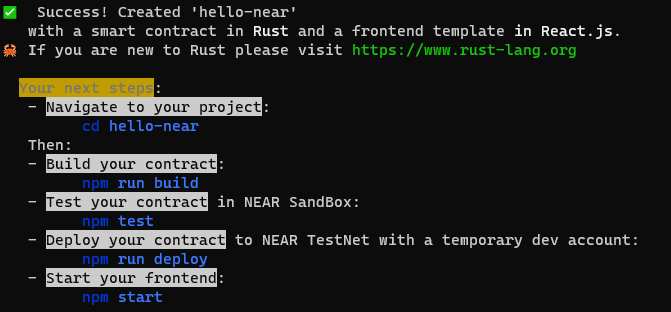 ✅ Success! Created 'hello-near'
with a smart contract in Rust and a frontend template in React.js.
🦀 If you are new to Rust please visit https://www.rust-lang.org
Your next steps:
- Navigate to your project:
cd hello-near
Then:
- Build your contract:
npm run build
- Test your contract in NEAR SandBox:
npm test
- Deploy your contract to NEAR TestNet with a temporary dev account:
npm run deploy
- Start your frontend:
npm start